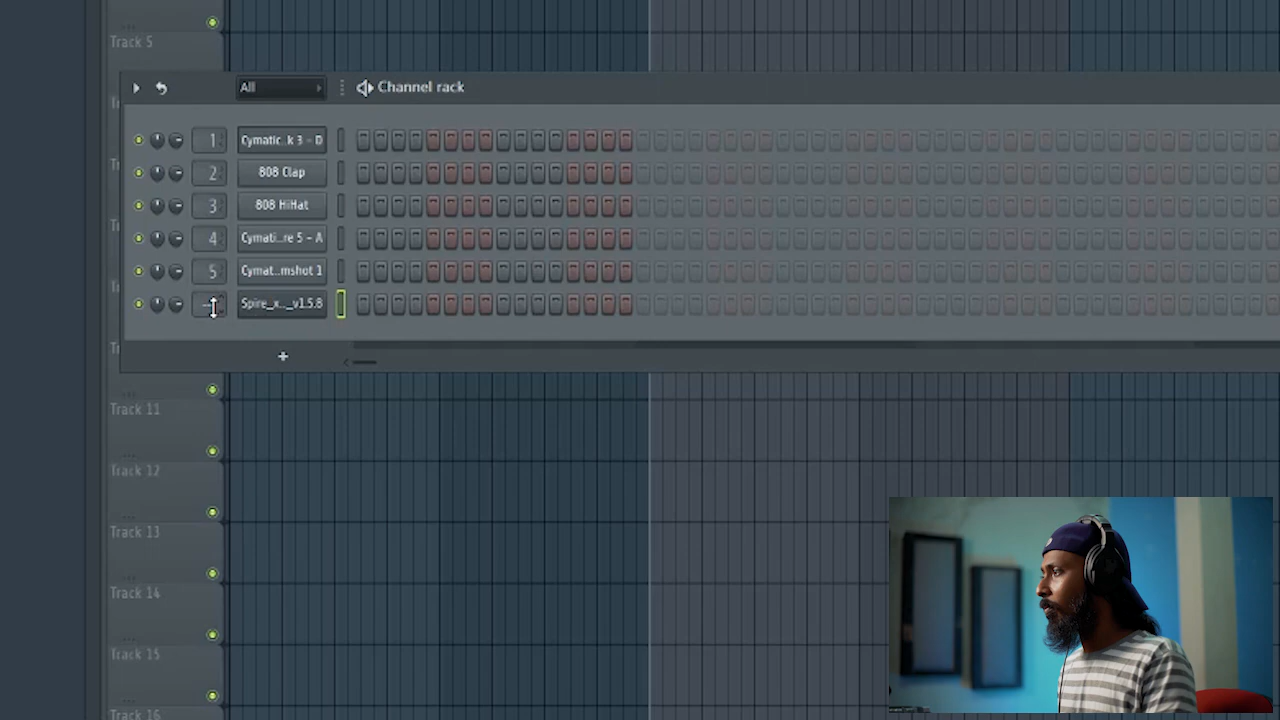 Track 5
All
Channel rack
1 Cymatic..k 3 - D
2 808 Clap
3 808 HiHat
4 Cymati..re 5 - A
5 Cymat..mshot 1
Spire_x.._v1.5.8
Track 11
Track 12
Track 13
Track 14
Track 15
Track 16